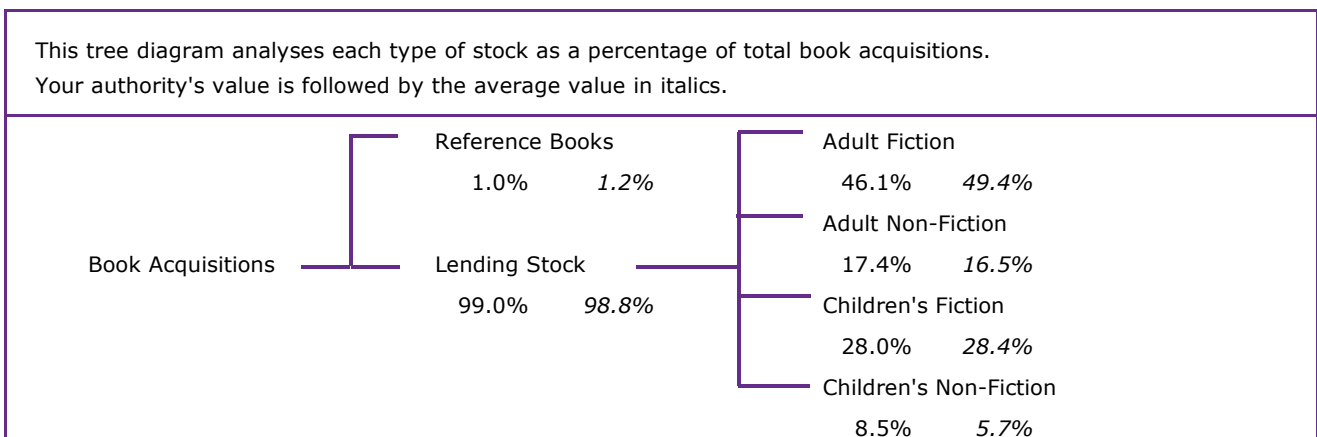 This tree diagram analyses each type of stock as a percentage of total book acquisitions.
Your authority's value is followed by the average value in italics.
Reference Books
1.0% 1.2%
Book Acquisitions
Lending Stock
99.0% 98.8%
Adult Fiction
46.1% 49.4%
Adult Non-Fiction
17.4% 16.5%
Children's Fiction
28.0% 28.4%
Children's Non-Fiction
8.5% 5.7%